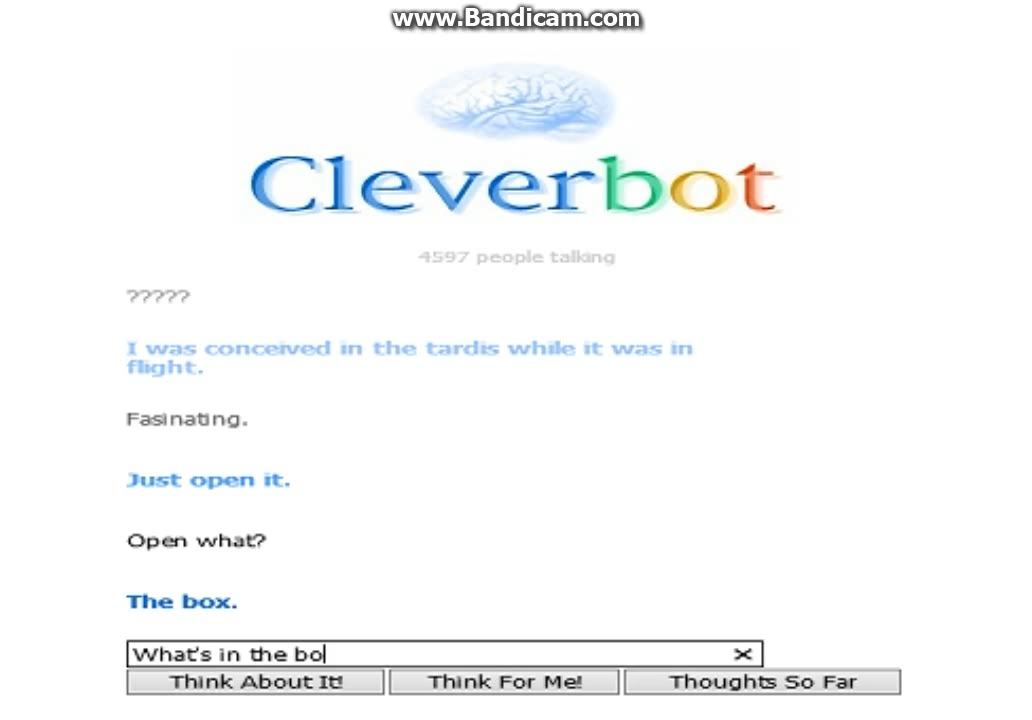 www.Bandicam.com
Cleverbot
4597 people talking
?????
I was conceived in the tardis while it was in
flight.
Fasinating.
Just open it.
Open what?
The box.
What's in the bo
Think About It! Think For Me! Thoughts So Far